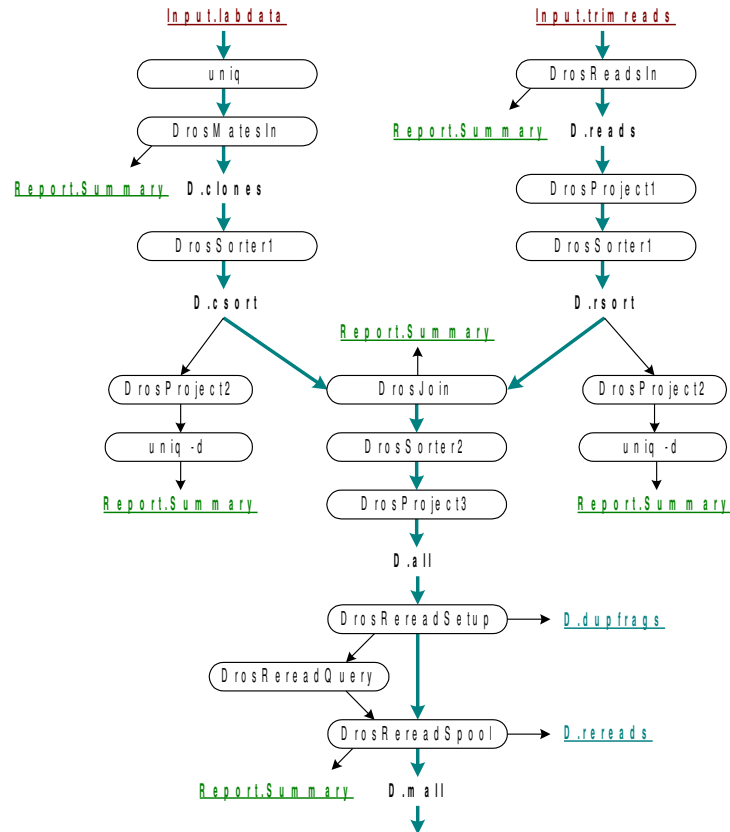 Input.labdata Input.trimreads
uniq DrosReadsIn
DrosMatesIn Report.Summary D.reads
Report.Summary D.clones DrosProject1
DrosSorter1 DrosSorter1
D.csort D.rsort
Report.Summary
DrosProject2 DrosJoin DrosProject2
uniq -d DrosSorter2 uniq -d
Report.Summary DrosProject3 Report.Summary
D.all
DrosRereadSetup D.dupfrags
DrosRereadQuery
DrosRereadSpool D.rereads
Report.Summary D.mall